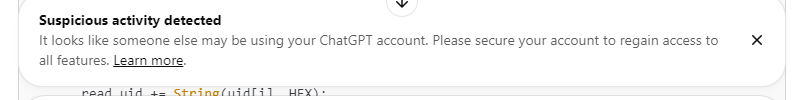 Suspicious activity detected
It looks like someone else may be using your ChatGPT account. Please secure your account to regain access to
all features. Learn more.
read_uid += String(uid[i], HEX);